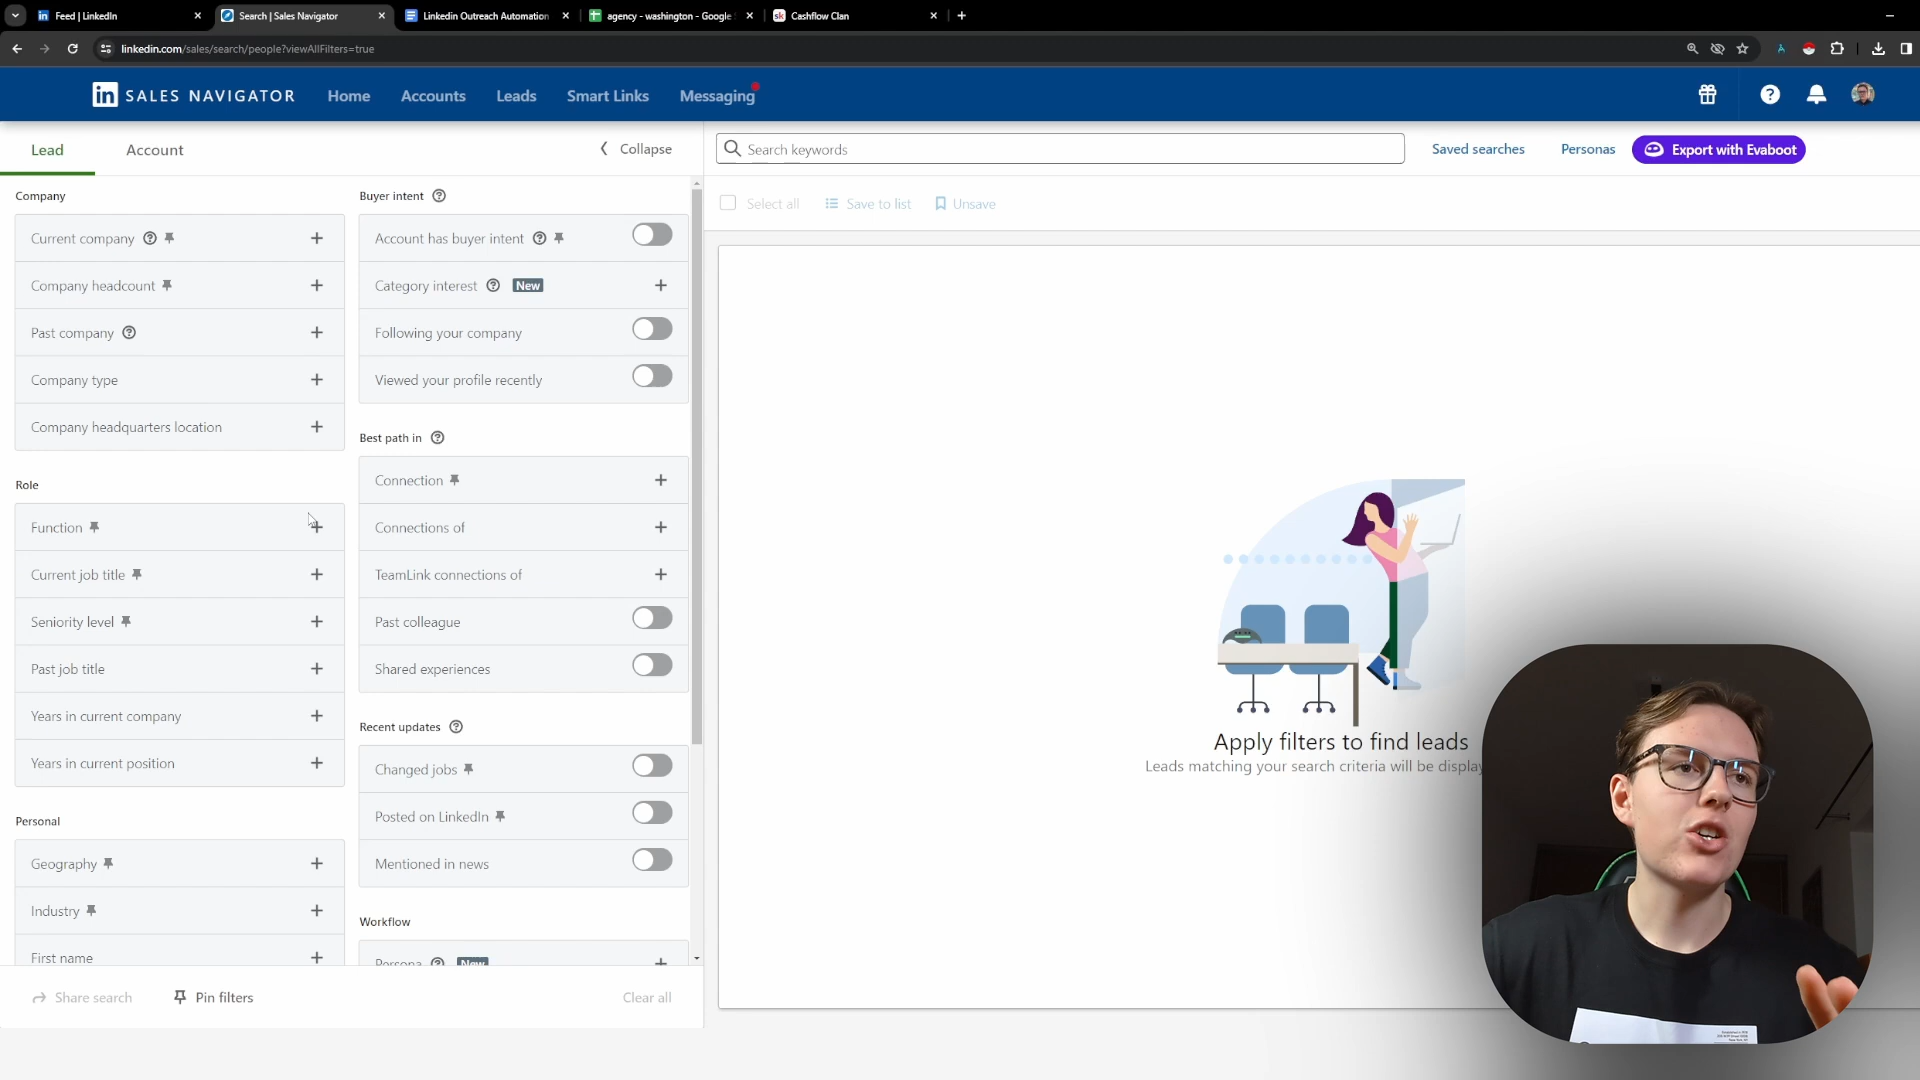 Feed | LinkedIn
Search | Sales Navigator
Linkedin Outreach Automation
agency - washington - Google
Cashflow Clan
linkedin.com/sales/search/people?viewAllFilters=true
in SALES NAVIGATOR
Home
Accounts
Leads
Smart Links
Messaging
Lead
Account
Collapse
Search keywords
Saved searches
Personas
Export with Evaboot
Select all
Save to list
Unsave
Company
Current company
Company headcount
Past company
Company type
Company headquarters location
Role
Function
Current job title
Seniority level
Past job title
Years in current company
Years in current position
Personal
Geography
Industry
First name
Buyer intent
Account has buyer intent
Category interest New
Following your company
Viewed your profile recently
Best path in
Connection
Connections of
TeamLink connections of
Past colleague
Shared experiences
Recent updates
Changed jobs
Posted on LinkedIn
Mentioned in news
Workflow
Persona New
Share search
Pin filters
Clear all
Apply filters to find leads
Leads matching your search criteria will be display